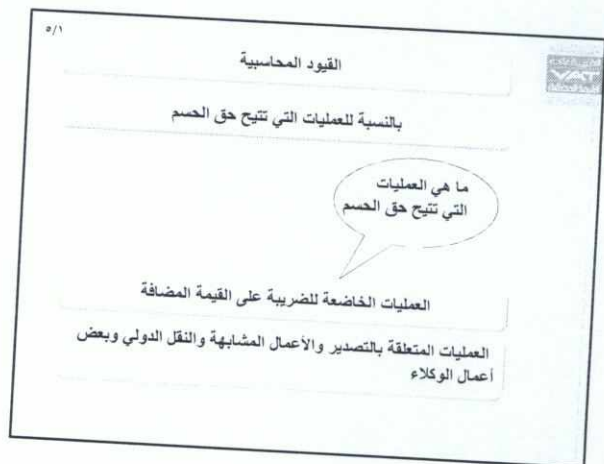 ٥/١
القيود المحاسبية
VAT
بالنسبة للعمليات التي تتيح حق الحسم
ما هي العمليات
التي تتيح حق الحسم
العمليات الخاضعة للضريبة على القيمة المضافة
العمليات المتعلقة بالتصدير والأعمال المشابهة والنقل الدولي وبعض
أعمال الوكلاء